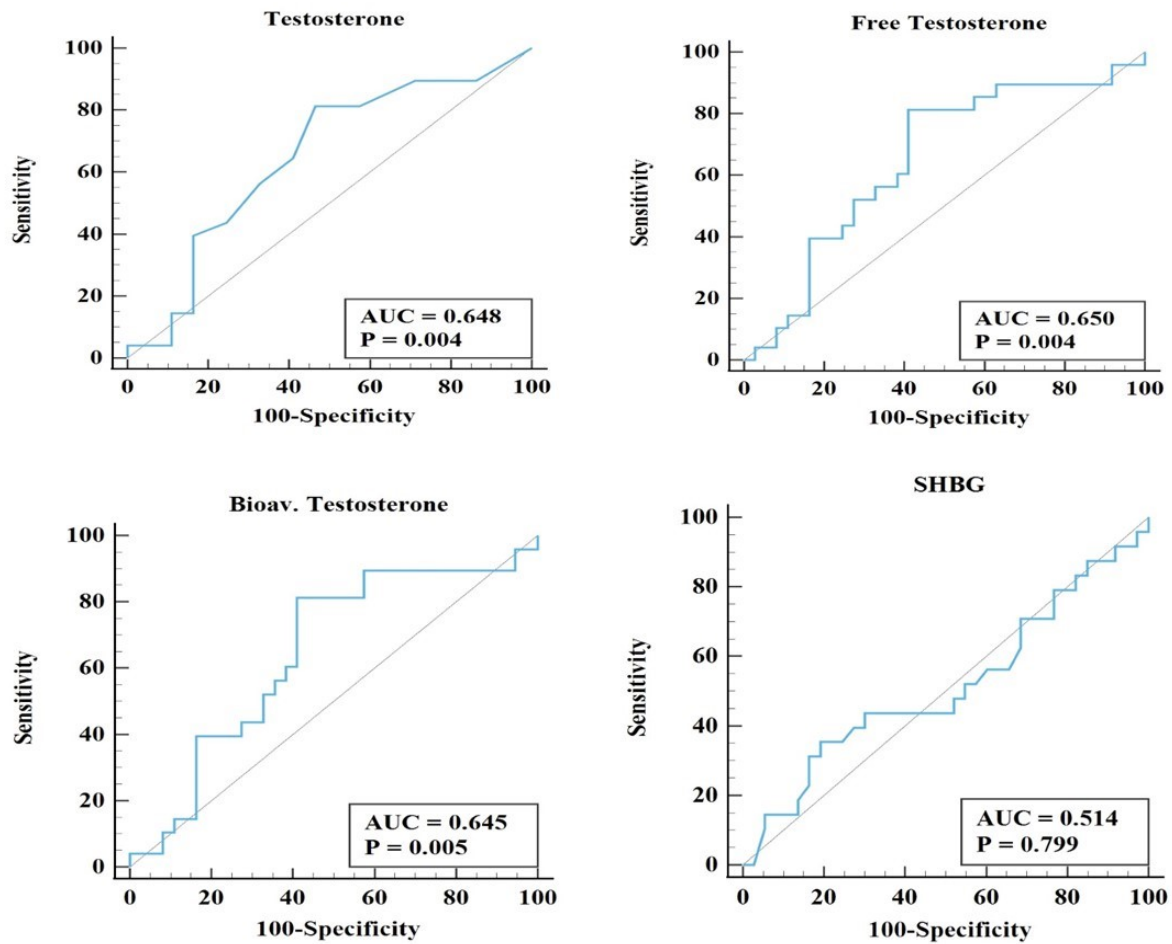 Testosterone
100
80
60
40
20
0
Sensitivity
AUC = 0.648
P = 0.004
0 20 40 60 80 100
100-Specificity
Free Testosterone
100
80
60
40
20
0
Sensitivity
AUC = 0.650
P = 0.004
0 20 40 60 80 100
100-Specificity
Bioav. Testosterone
100
80
60
40
20
0
Sensitivity
AUC = 0.645
P = 0.005
0 20 40 60 80 100
100-Specificity
SHBG
100
80
60
40
20
0
Sensitivity
AUC = 0.514
P = 0.799
0 20 40 60 80 100
100-Specificity